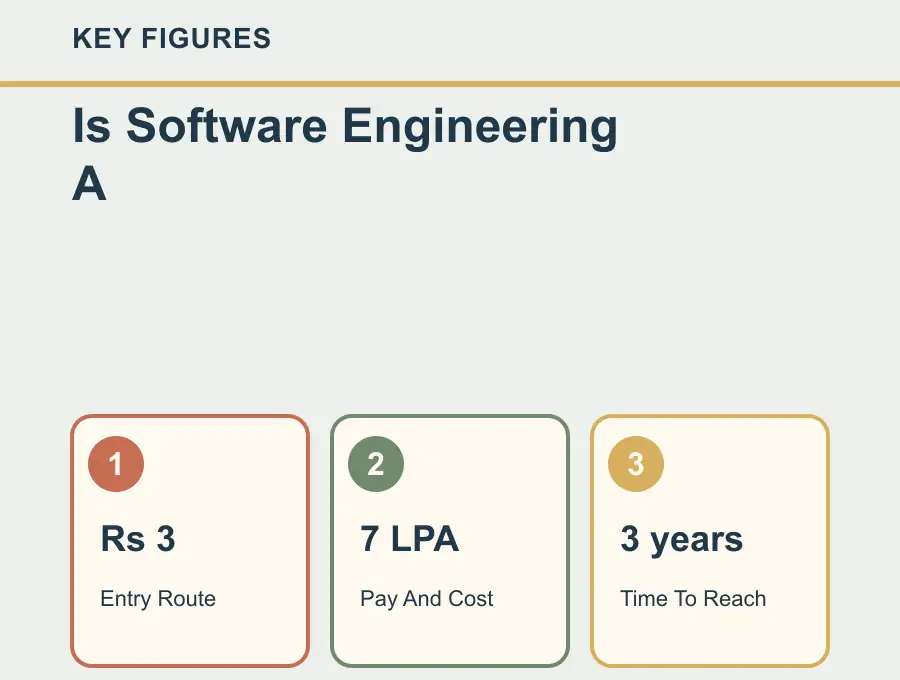 KEY FIGURES
Is Software Engineering
A
1
Rs 3
Entry Route
2
7 LPA
Pay And Cost
3
3 years
Time To Reach